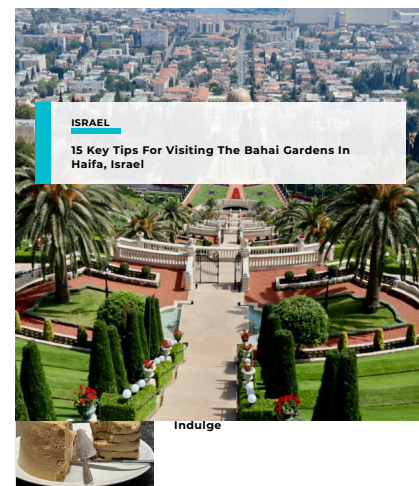 ISRAEL
15 Key Tips For Visiting The Bahai Gardens In
Haifa, Israel
Indulge